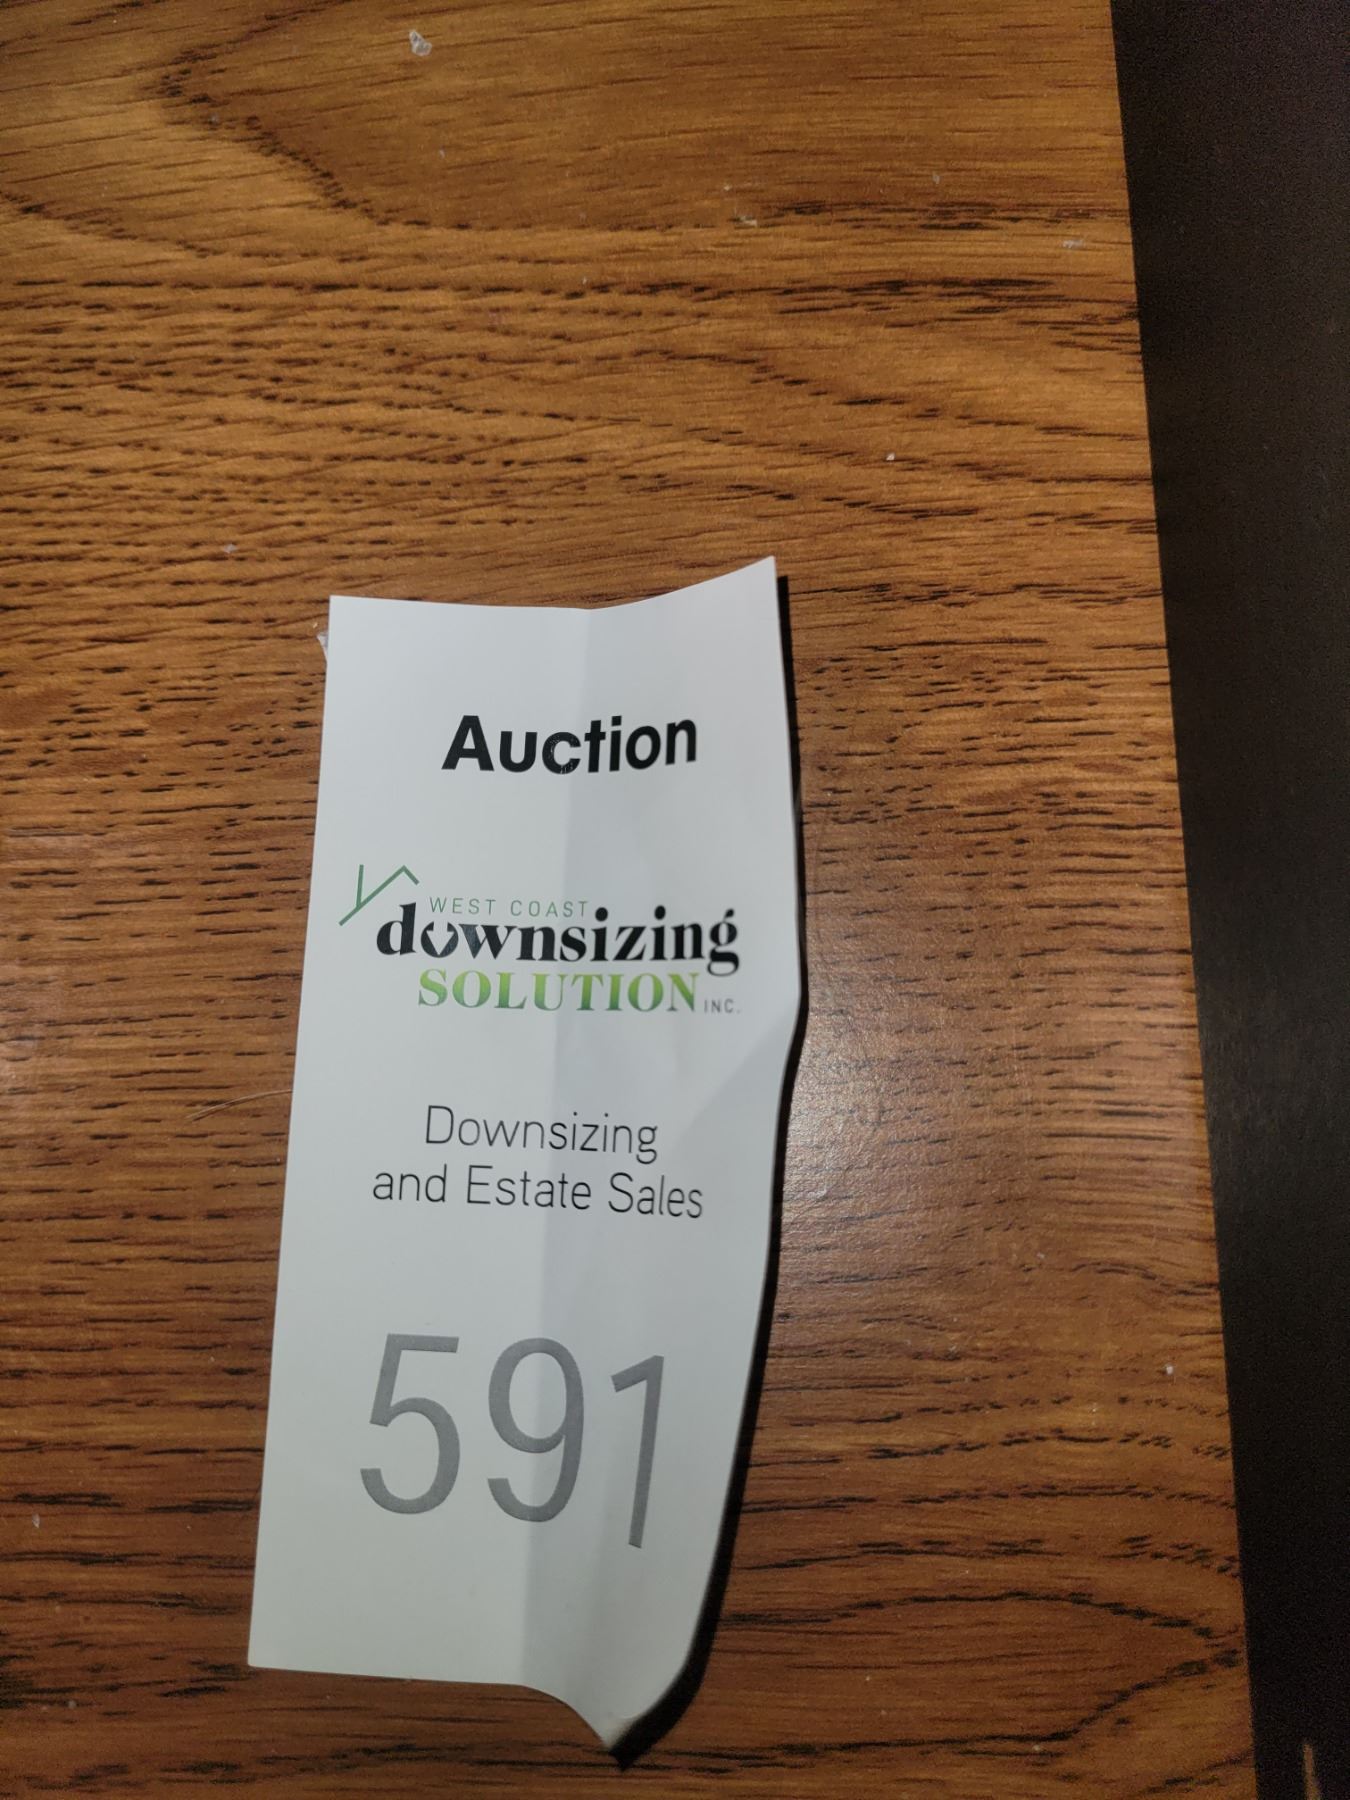 Auction
WEST COAST
downsizing
SOLUTION INC.
Downsizing
and Estate Sales
591